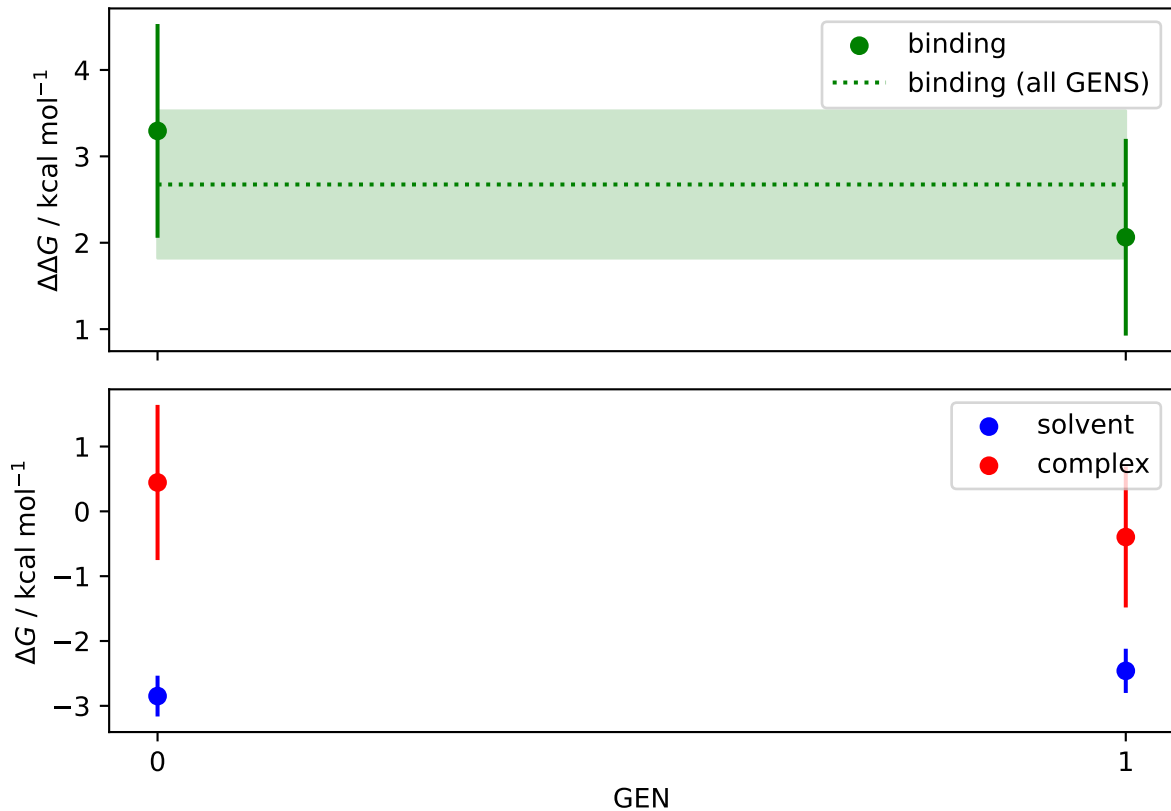 binding
binding (all GENS)
4
3
2
1
ΔΔG / kcal mol⁻¹
solvent
complex
1
0
−1
−2
−3
ΔG / kcal mol⁻¹
0 1
GEN